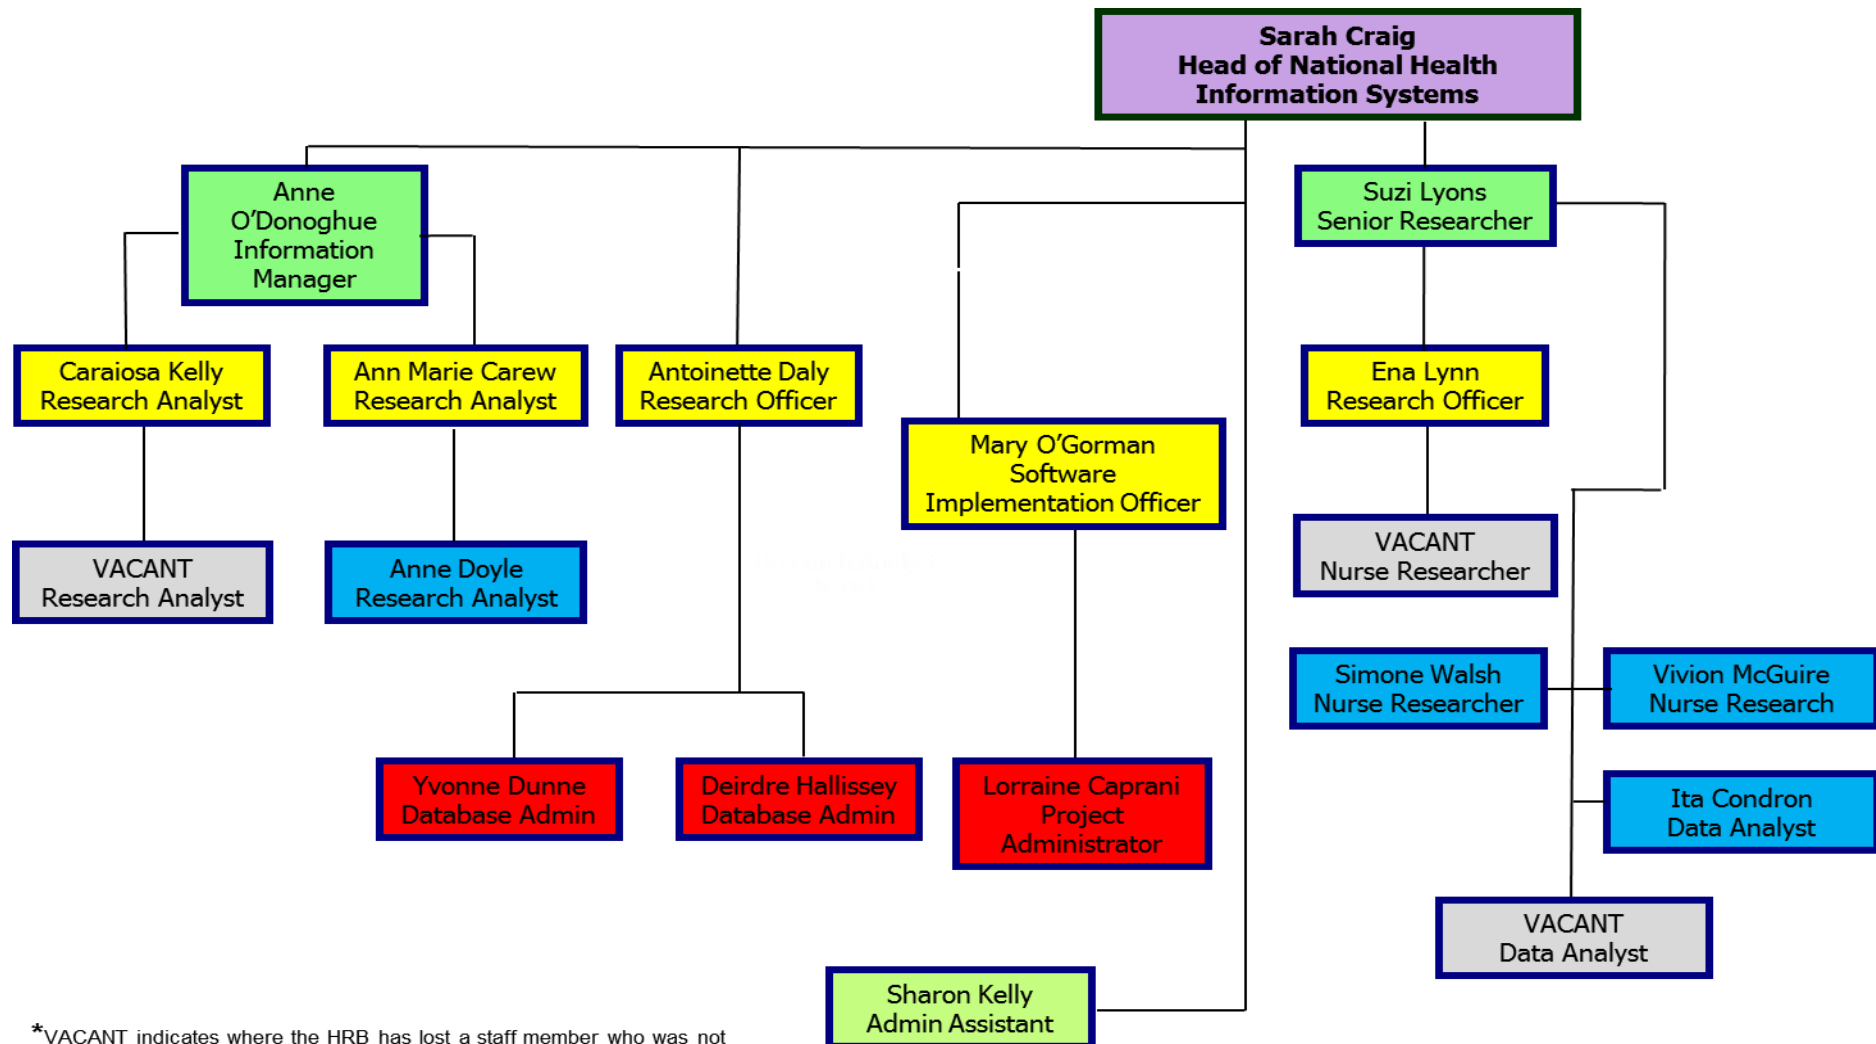 Sarah Craig
Head of National Health
Information Systems
Anne
O'Donoghue
Information
Manager
Suzi Lyons
Senior Researcher
Caraiosa Kelly
Research Analyst
Ann Marie Carew
Research Analyst
Antoinette Daly
Research Officer
Ena Lynn
Research Officer
Mary O'Gorman
Software
Implementation Officer
VACANT
Research Analyst
Anne Doyle
Research Analyst
VACANT
Nurse Researcher
Simone Walsh
Nurse Researcher
Vivion McGuire
Nurse Research
Yvonne Dunne
Database Admin
Deirdre Hallissey
Database Admin
Lorraine Caprani
Project
Administrator
Ita Condron
Data Analyst
VACANT
Data Analyst
Sharon Kelly
Admin Assistant
*VACANT indicates where the HRB has lost a staff member who was not